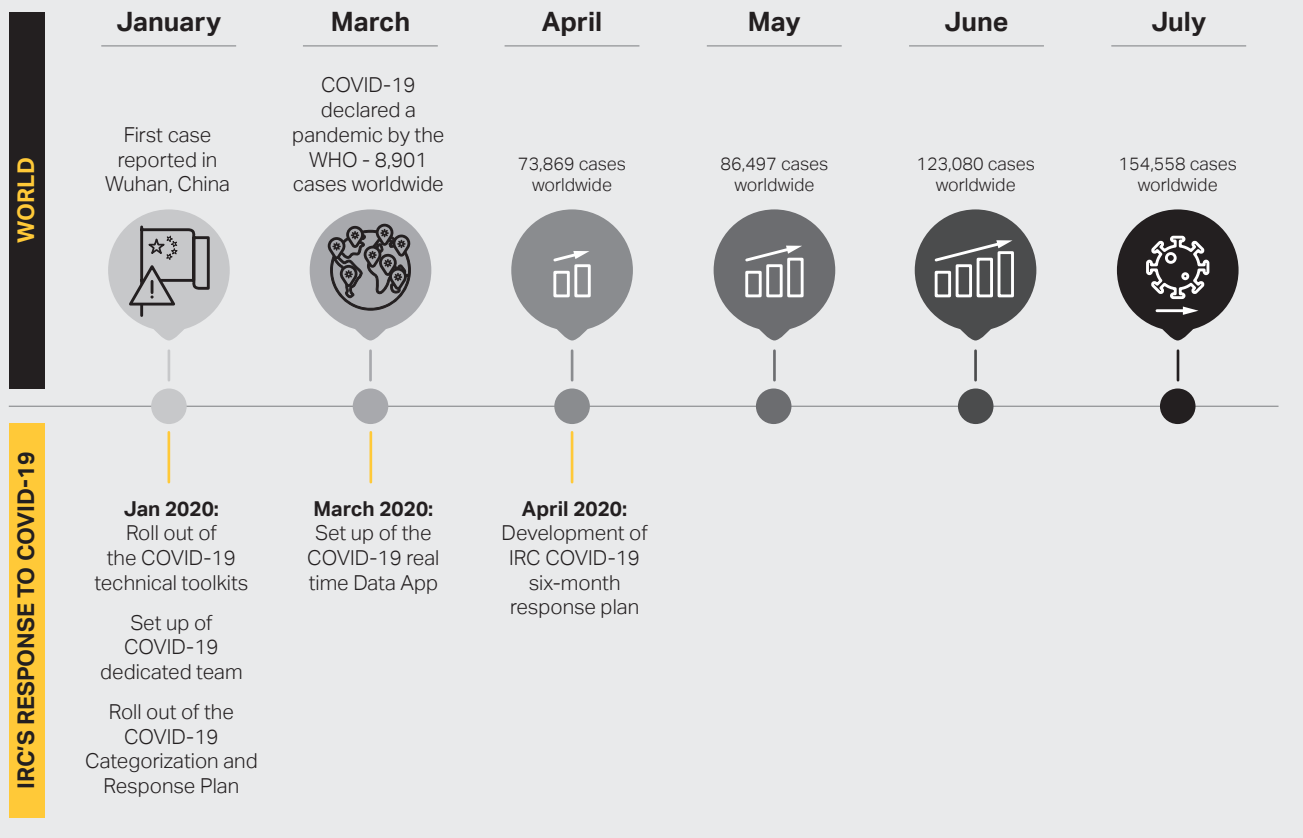 January
March
April
May
June
July
WORLD
First case
reported in
Wuhan, China
COVID-19
declared a
pandemic by the
WHO - 8,901
cases worldwide
73,869 cases
worldwide
86,497 cases
worldwide
123,080 cases
worldwide
154,558 cases
worldwide
IRC'S RESPONSE TO COVID-19
Jan 2020:
Roll out of
the COVID-19
technical toolkits
Set up of
COVID-19
dedicated team
Roll out of the
COVID-19
Categorization and
Response Plan
March 2020:
Set up of the
COVID-19 real
time Data App
April 2020:
Development of
IRC COVID-19
six-month
response plan